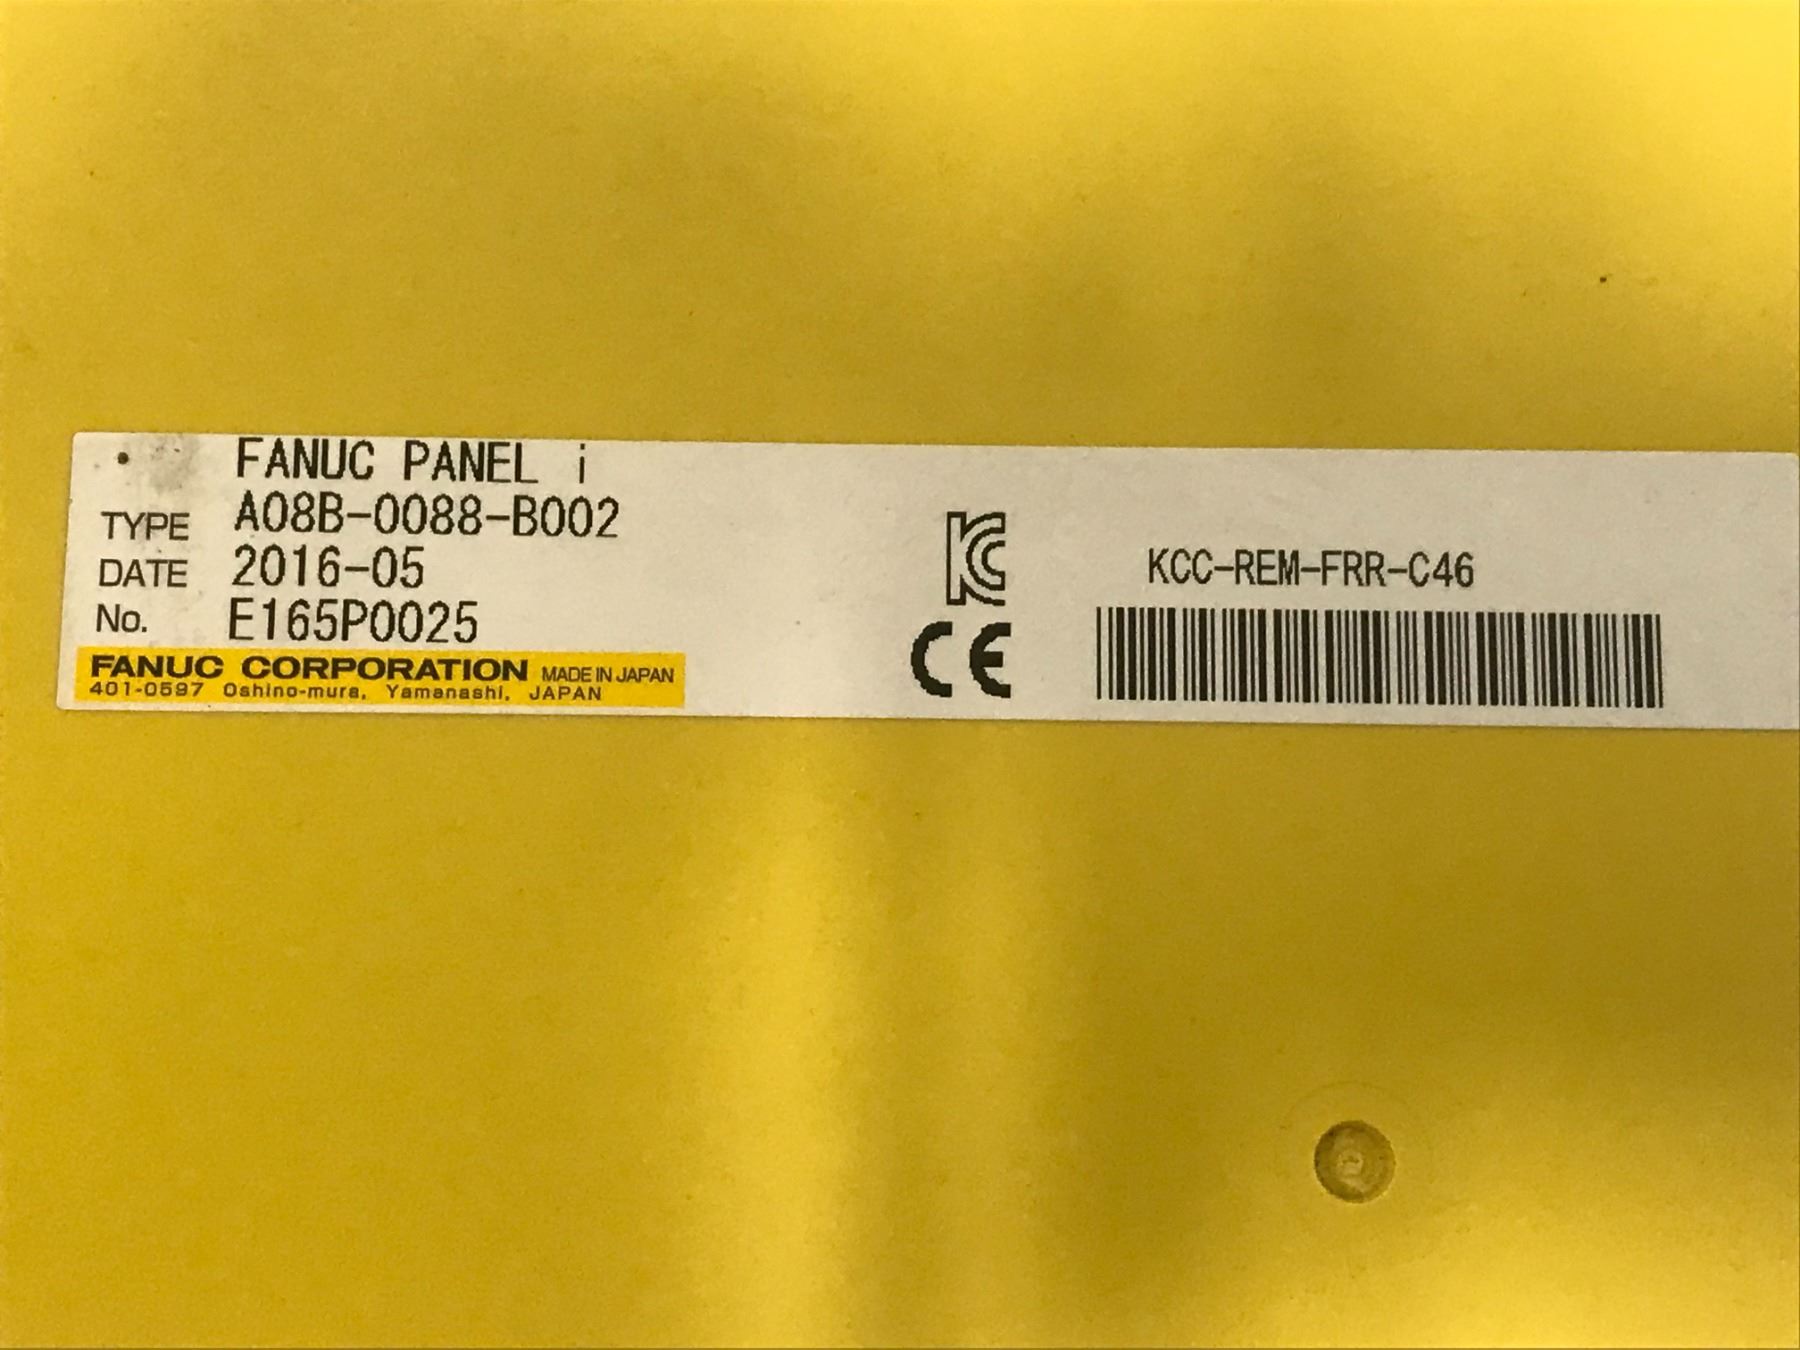 FANUC PANEL i
TYPE A08B-0088-B002
DATE 2016-05
No. E165P0025
FANUC CORPORATION MADE IN JAPAN
401-0597 Oshino-mura, Yamanashi, JAPAN
KC
CE
KCC-REM-FRR-C46